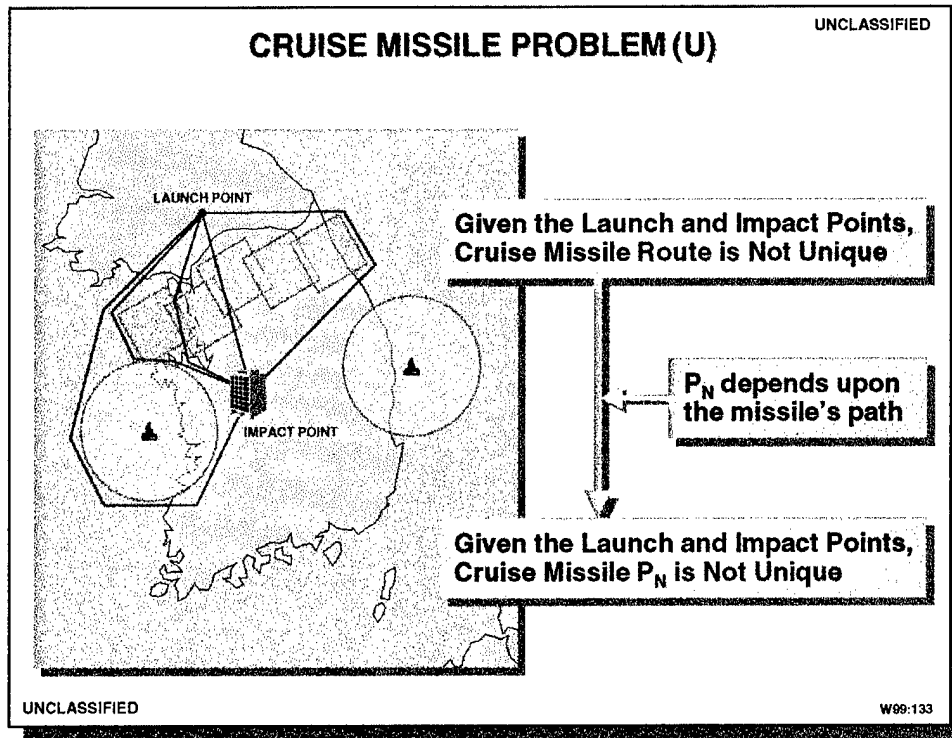 UNCLASSIFIED
CRUISE MISSILE PROBLEM (U)
LAUNCH POINT
IMPACT POINT
Given the Launch and Impact Points,
Cruise Missile Route is Not Unique
P_N depends upon
the missile's path
Given the Launch and Impact Points,
Cruise Missile P_N is Not Unique
UNCLASSIFIED
W99:133